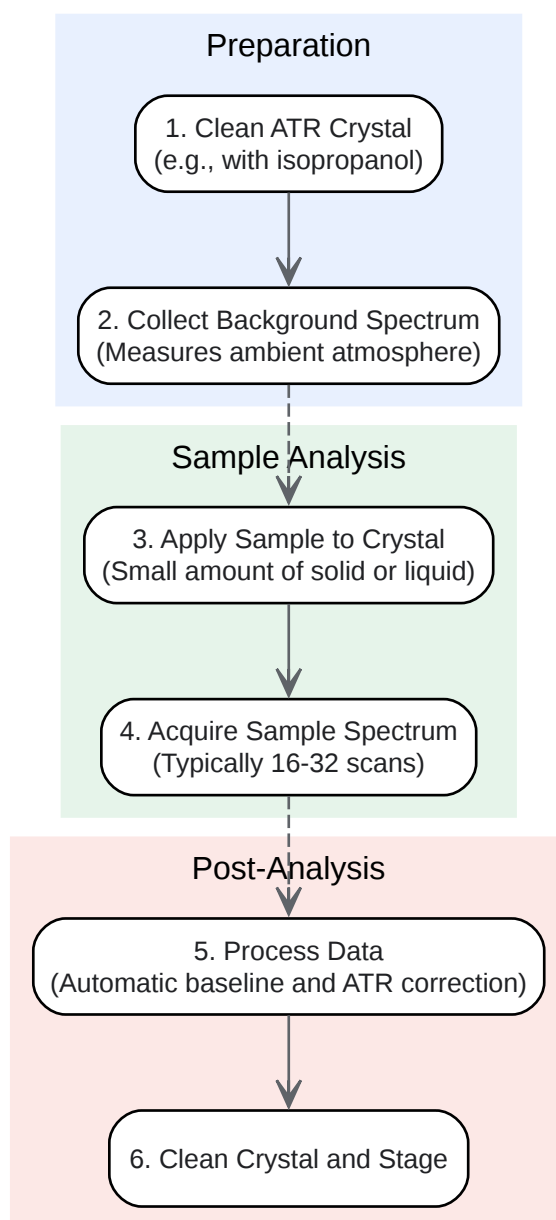 Preparation
1. Clean ATR Crystal
(e.g., with isopropanol)
2. Collect Background Spectrum
(Measures ambient atmosphere)
Sample Analysis
3. Apply Sample to Crystal
(Small amount of solid or liquid)
4. Acquire Sample Spectrum
(Typically 16-32 scans)
Post-Analysis
5. Process Data
(Automatic baseline and ATR correction)
6. Clean Crystal and Stage